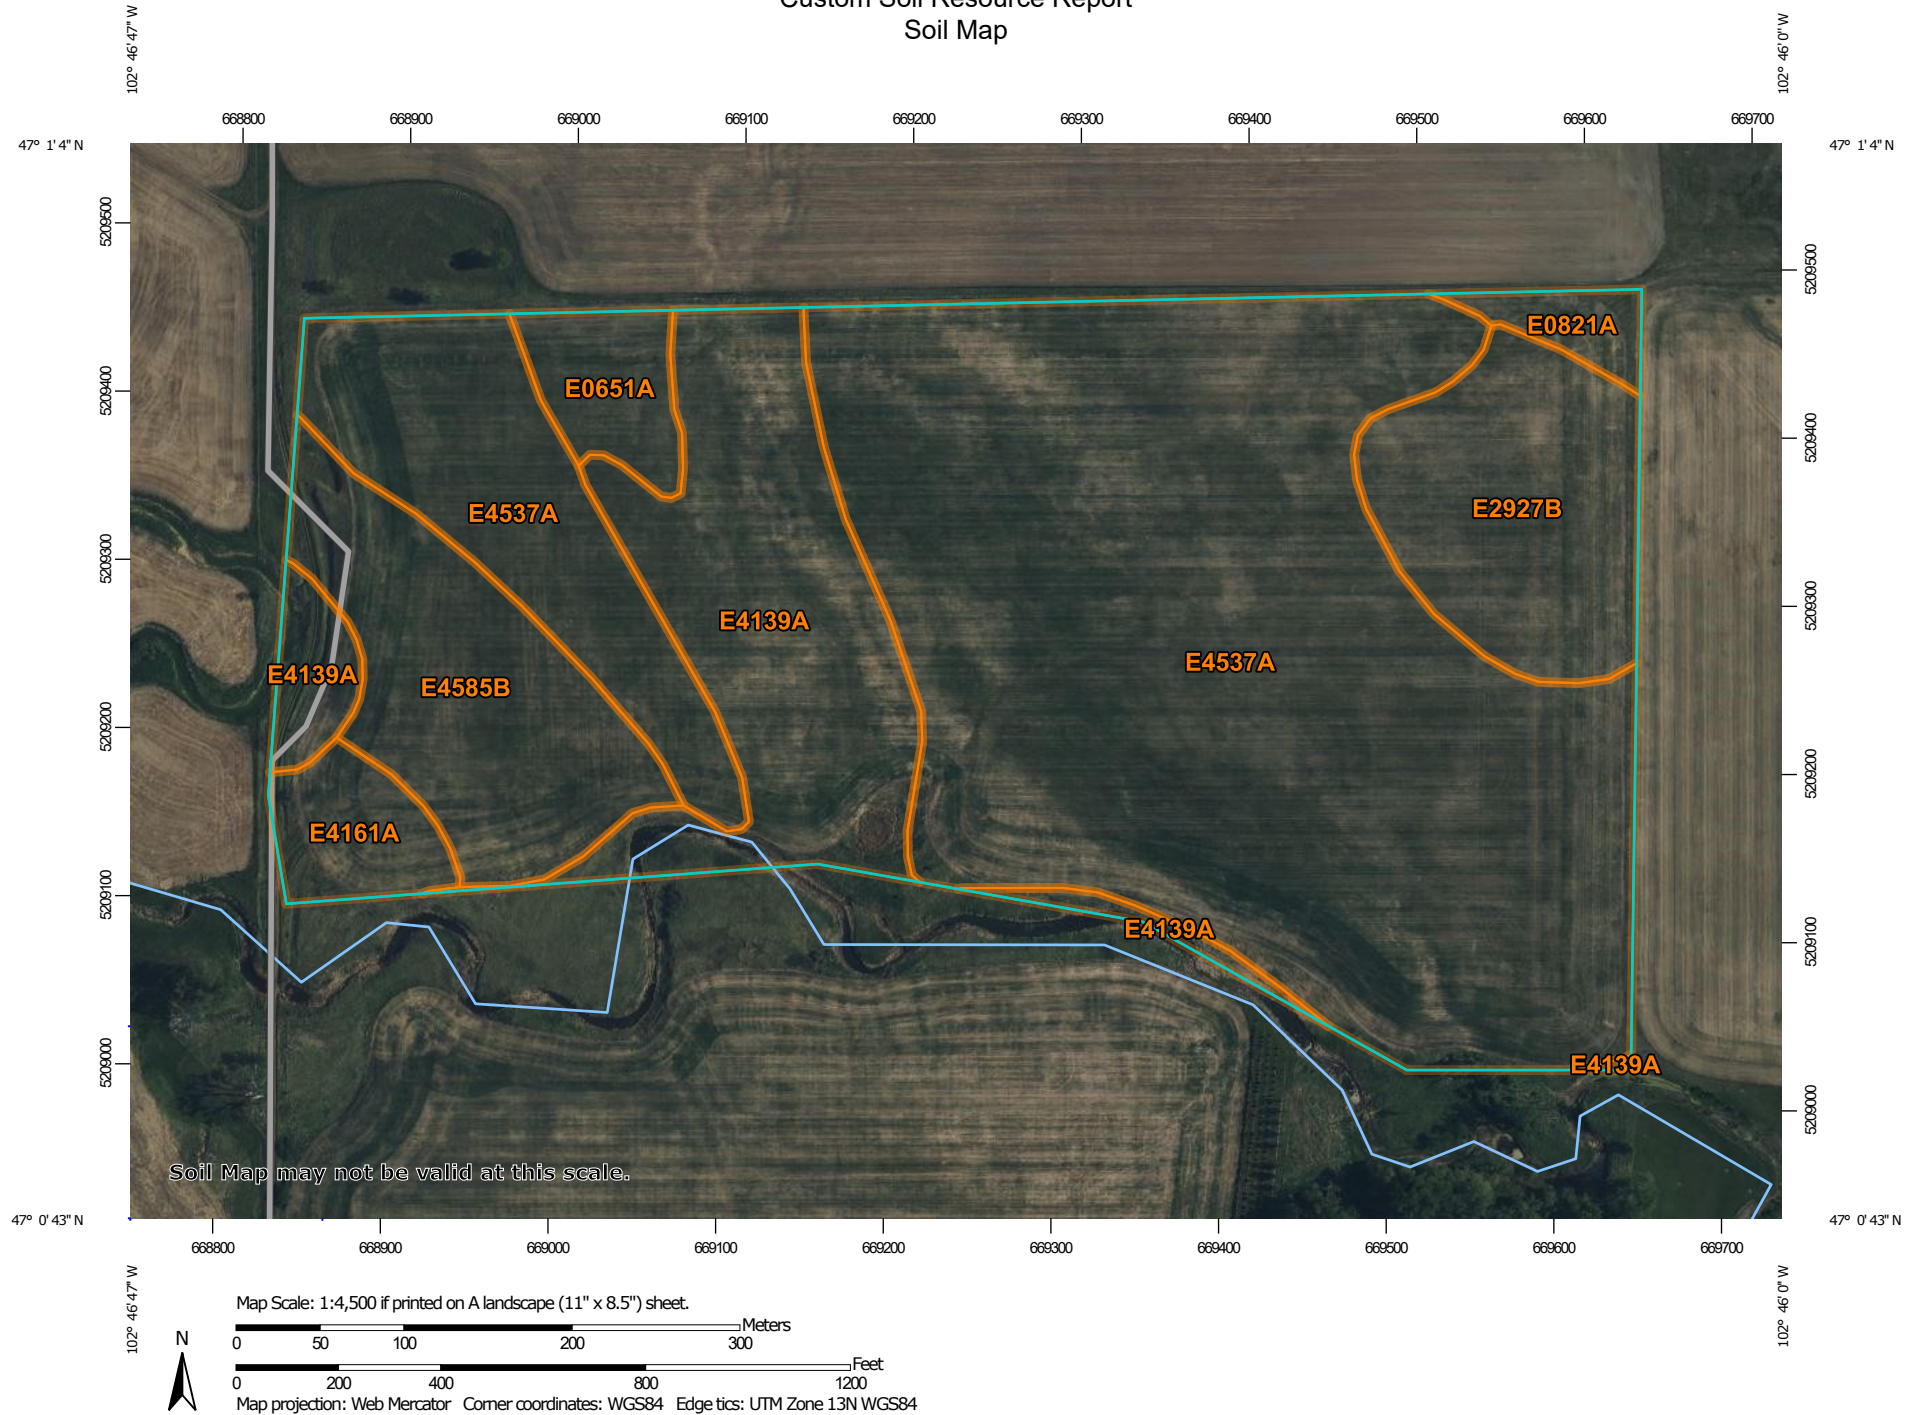 Custom Soil Resource Report
Soil Map
102° 46' 47" W
102° 46' 0" W
668800 668900 669000 669100 669200 669300 669400 669500 669600 669700
47° 1' 4" N
47° 1' 4" N
5209500
5209500
E0821A
E0651A
5209400
5209400
E2927B
E4537A
5209300
5209300
E4139A
E4537A
E4139A
E4585B
5209200
5209200
E4161A
5209100
5209100
E4139A
5209000
E4139A
5209000
Soil Map may not be valid at this scale.
47° 0' 43" N
47° 0' 43" N
668800 668900 669000 669100 669200 669300 669400 669500 669600 669700
102° 46' 47" W
102° 46' 0" W
Map Scale: 1:4,500 if printed on A landscape (11" x 8.5") sheet.
Meters
0 50 100 200 300
N
Feet
0 200 400 800 1200
Map projection: Web Mercator Corner coordinates: WGS84 Edge tics: UTM Zone 13N WGS84